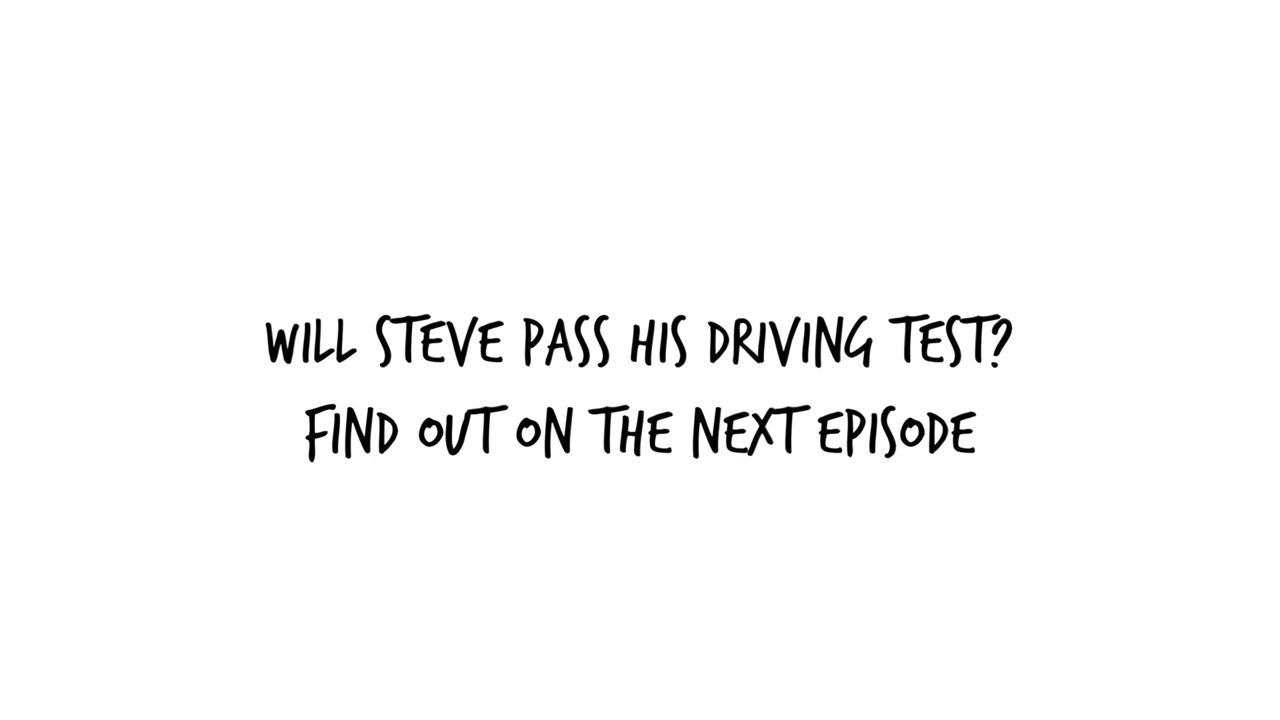 WILL STEVE PASS HIS DRIVING TEST?
FIND OUT ON THE NEXT EPISODE